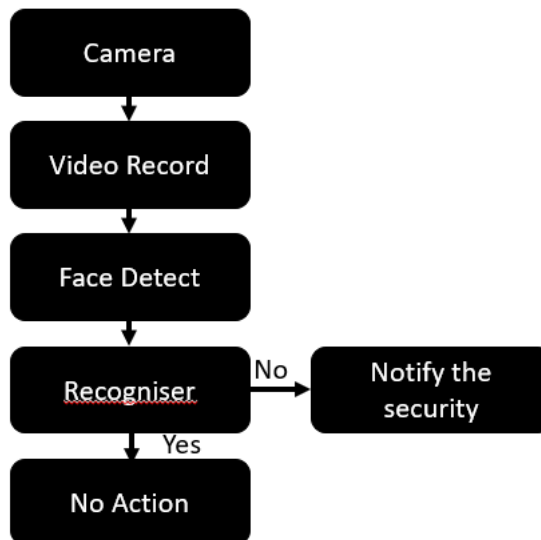 Camera
Video Record
Face Detect
Recogniser
No
Notify the
security
Yes
No Action